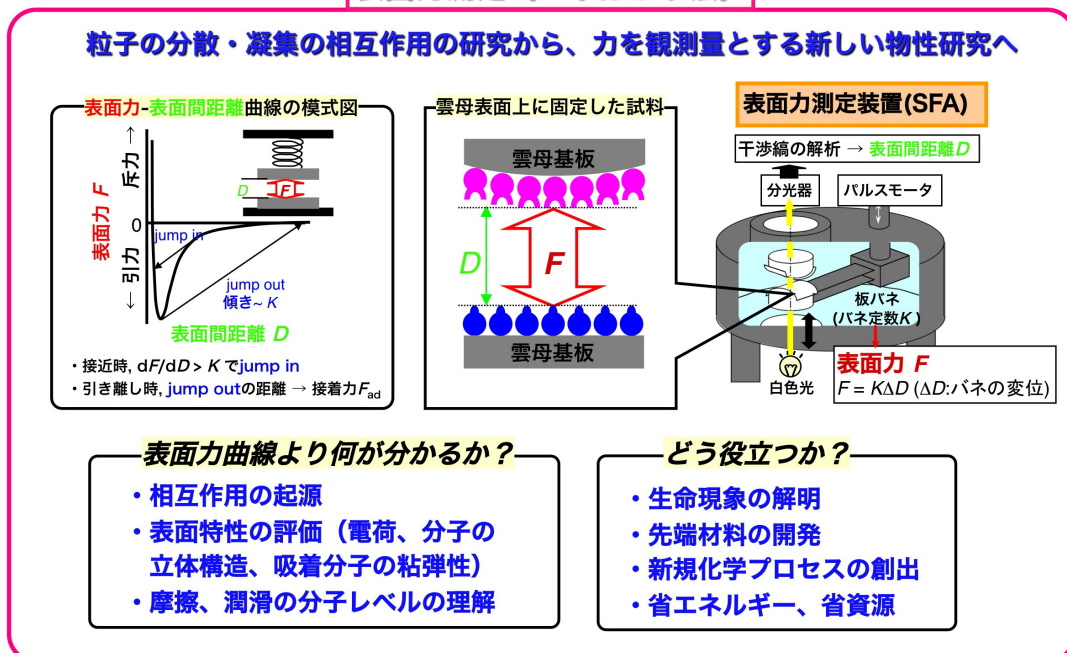 粒子の分散・凝集の相互作用の研究から、力を観測量とする新しい物性研究へ
表面力-表面間距離曲線の模式図
表面力 F
← 引力
斥力 →
0
D
F
jump in
jump out
傾き~ K
表面間距離 D
・接近時, dF/dD > K でjump in
・引き離し時, jump outの距離 → 接着力Fad
雲母表面上に固定した試料
雲母基板
D
F
雲母基板
表面力測定装置(SFA)
干渉縞の解析 → 表面間距離D
分光器
パルスモータ
板バネ
(バネ定数K)
白色光
表面力 F
F = KΔD (ΔD:バネの変位)
表面力曲線より何が分かるか？
・相互作用の起源
・表面特性の評価（電荷、分子の
立体構造、吸着分子の粘弾性）
・摩擦、潤滑の分子レベルの理解
どう役立つか？
・生命現象の解明
・先端材料の開発
・新規化学プロセスの創出
・省エネルギー、省資源